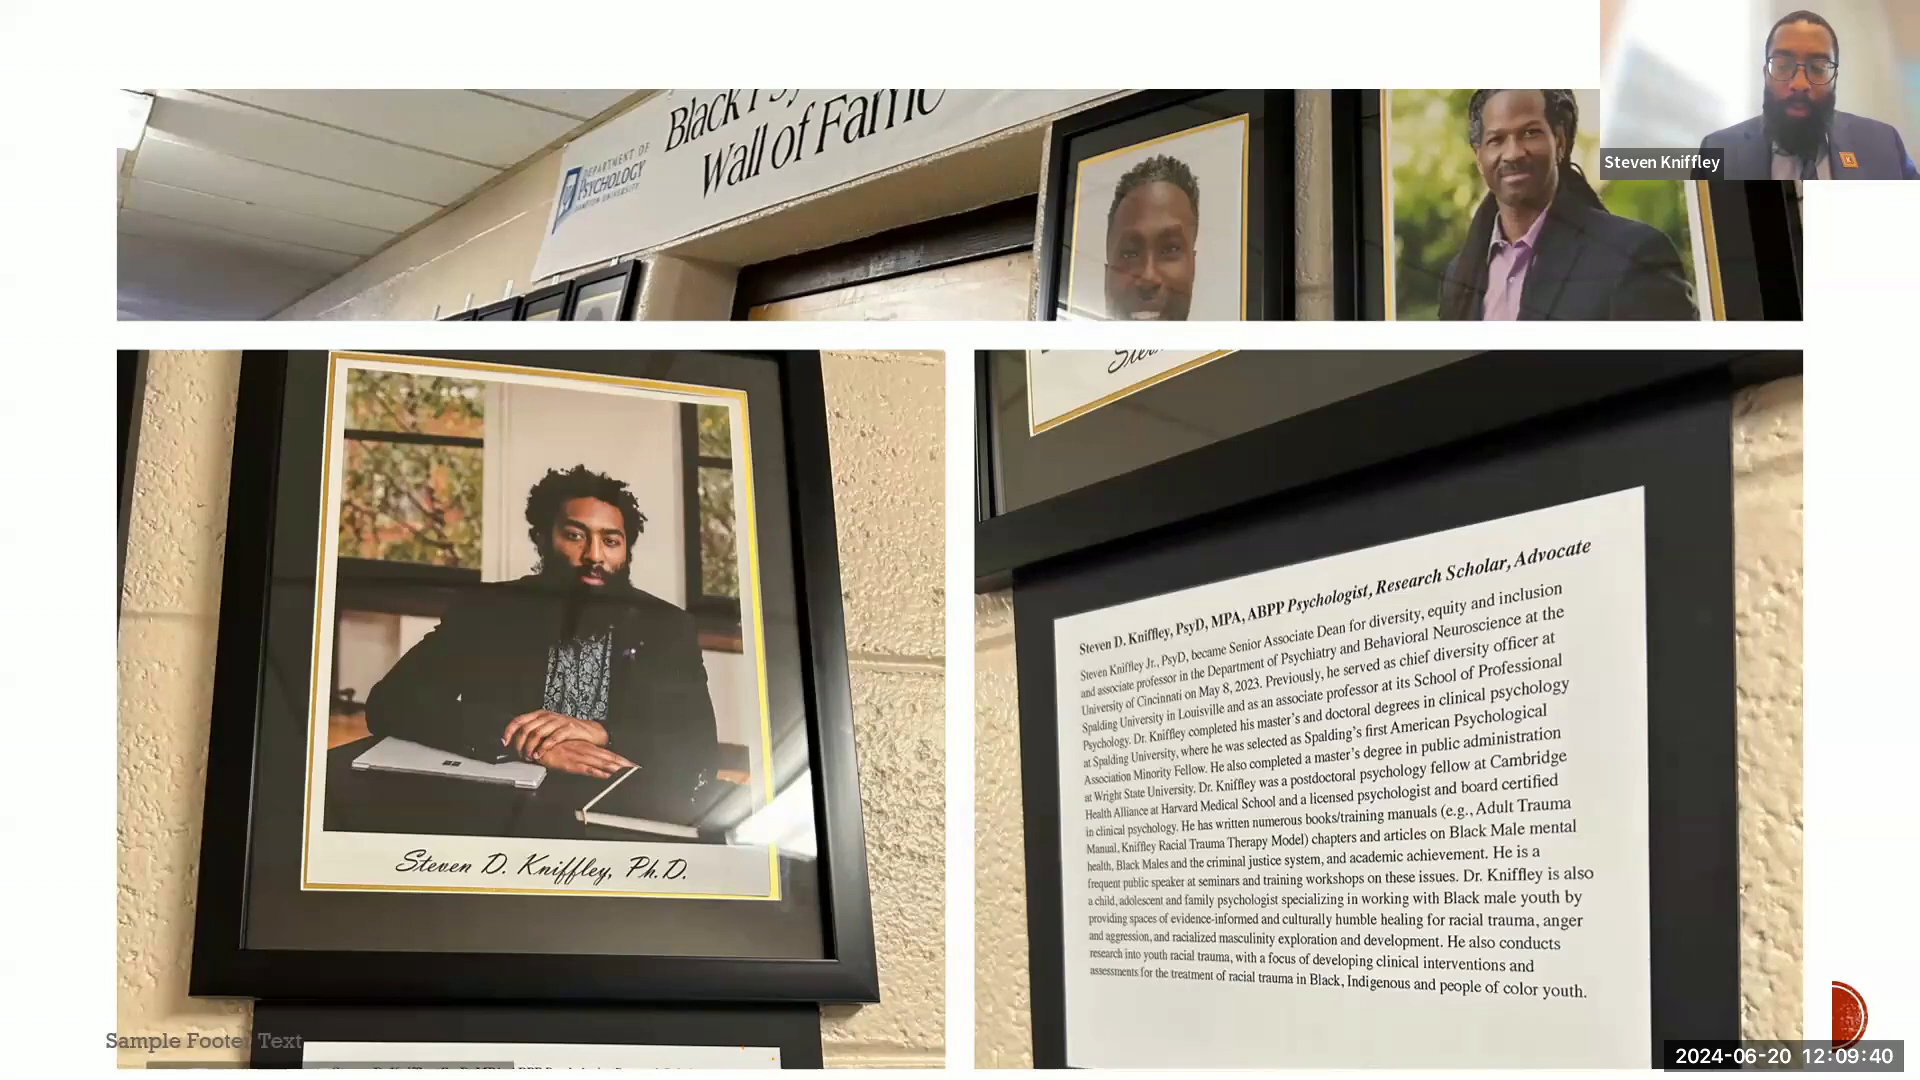 Steven Kniffley
Black
Wall of Fame
DEPARTMENT OF
PSYCHOLOGY
HAMPTON UNIVERSITY
Steven D. Kniffley, Ph.D.
Steven D. Kniffley, PsyD, MPA, ABPP Psychologist, Research Scholar, Advocate
Steven Kniffley Jr., PsyD, became Senior Associate Dean for diversity, equity and inclusion
and associate professor in the Department of Psychiatry and Behavioral Neuroscience at the
University of Cincinnati on May 8, 2023. Previously, he served as chief diversity officer at
Spalding University in Louisville and as an associate professor at its School of Professional
Psychology. Dr. Kniffley completed his master's and doctoral degrees in clinical psychology
at Spalding University, where he was selected as Spalding's first American Psychological
Association Minority Fellow. He also completed a master's degree in public administration
at Wright State University. Dr. Kniffley was a postdoctoral psychology fellow at Cambridge
Health Alliance at Harvard Medical School and a licensed psychologist and board certified
in clinical psychology. He has written numerous books/training manuals (e.g., Adult Trauma
Manual, Kniffley Racial Trauma Therapy Model) chapters and articles on Black Male mental
health, Black Males and the criminal justice system, and academic achievement. He is a
frequent public speaker at seminars and training workshops on these issues. Dr. Kniffley is also
a child, adolescent and family psychologist specializing in working with Black male youth by
providing spaces of evidence-informed and culturally humble healing for racial trauma, anger
and aggression, and racialized masculinity exploration and development. He also conducts
research into youth racial trauma, with a focus of developing clinical interventions and
assessments for the treatment of racial trauma in Black, Indigenous and people of color youth.
Sample Footer Text
2024-06-20 12:09:40